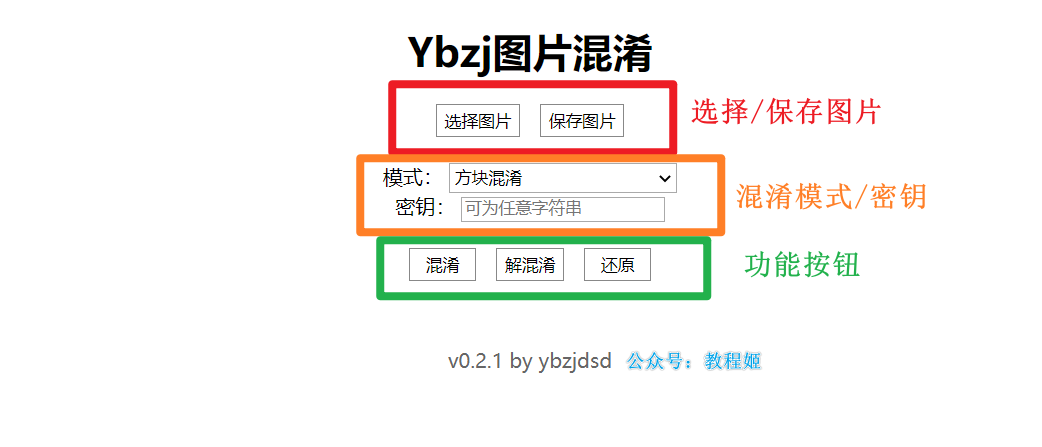 Ybzj图片混淆
选择图片 保存图片 选择/保存图片
模式： 方块混淆
密钥： 可为任意字符串 混淆模式/密钥
混淆 解混淆 还原 功能按钮
v0.2.1 by ybzjdsd 公众号：教程姬